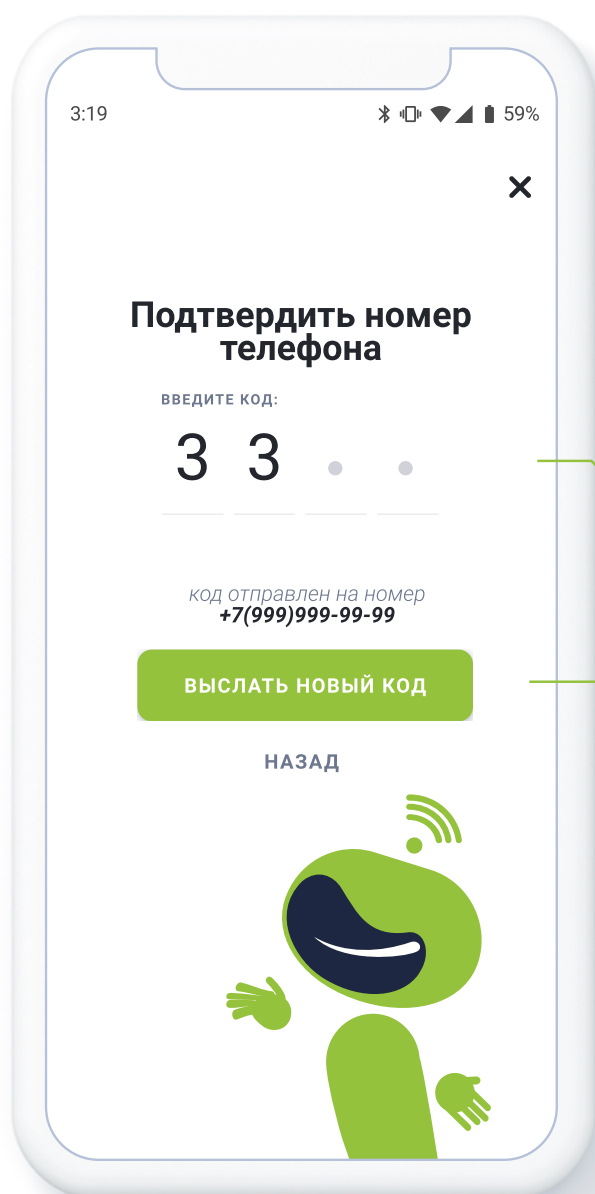 3:19 59%
Подтвердить номер
телефона
ВВЕДИТЕ КОД:
3 3 . .
код отправлен на номер
+7(999)999-99-99
ВЫСЛАТЬ НОВЫЙ КОД
НАЗАД